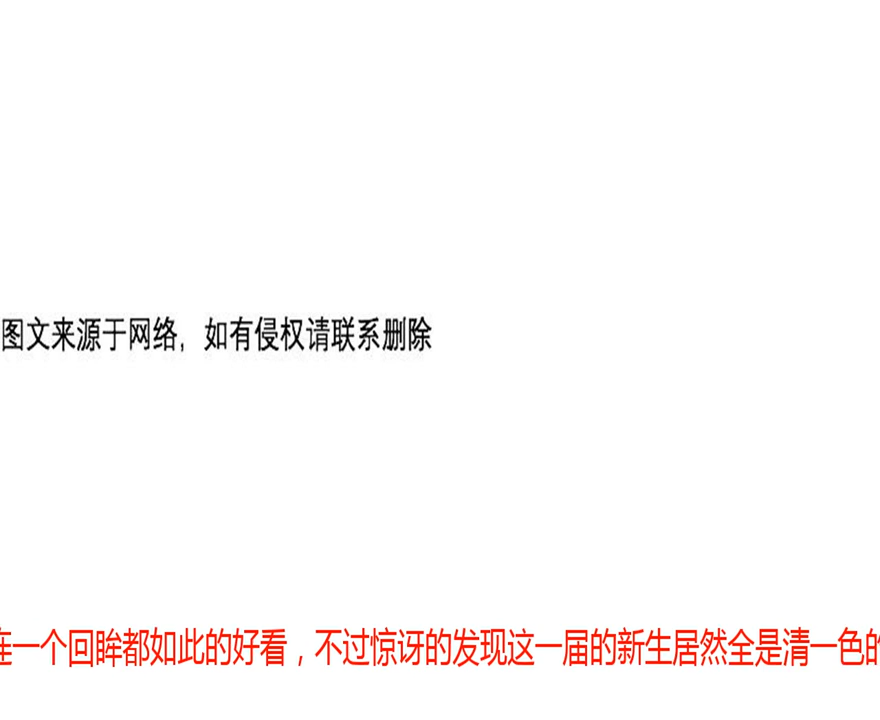 图文来源于网络，如有侵权请联系删除
连一个回眸都如此的好看，不过惊讶的发现这一届的新生居然全是清一色的